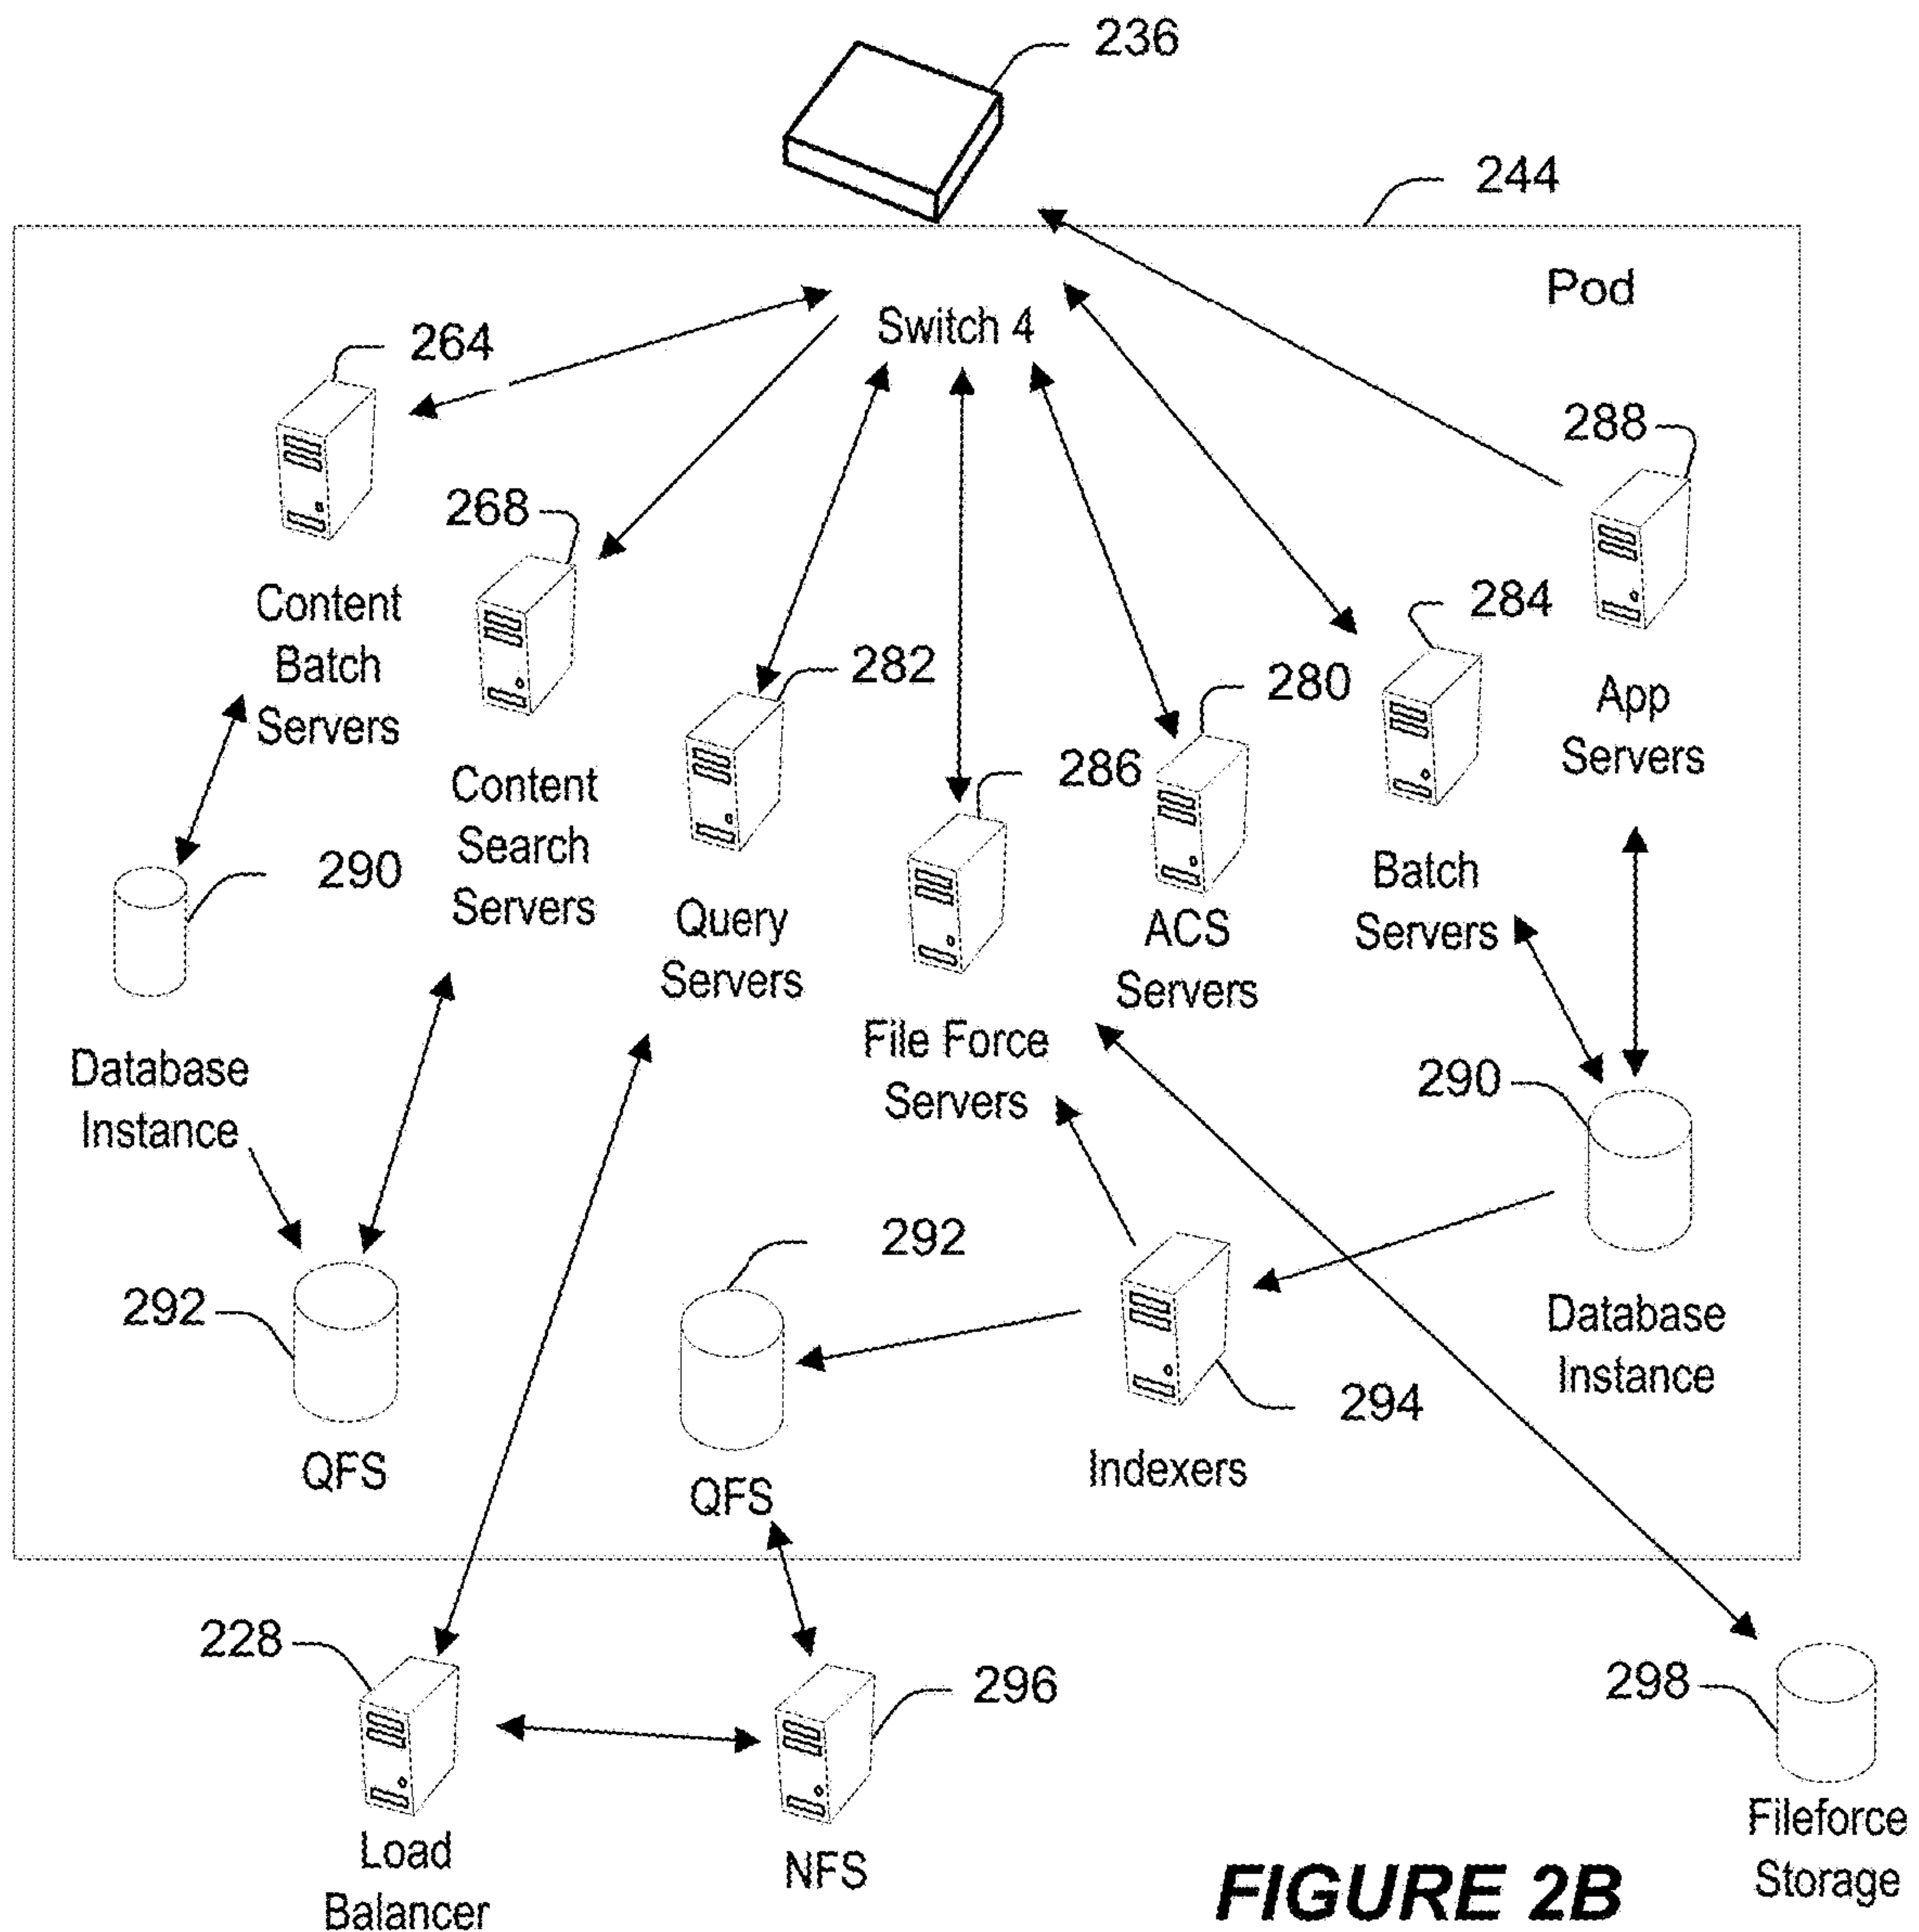 236
244
Pod
Switch 4
264
288
268
Content
Batch
Servers
284
282
280
App
Servers
286
Content
Search
Servers
290
Batch
Servers
Query
Servers
ACS
Servers
File Force
Servers
Database
Instance
290
292
292
Database
Instance
294
QFS
QFS
Indexers
228
296
298
Load
Balancer
NFS
Fileforce
Storage
FIGURE 2B